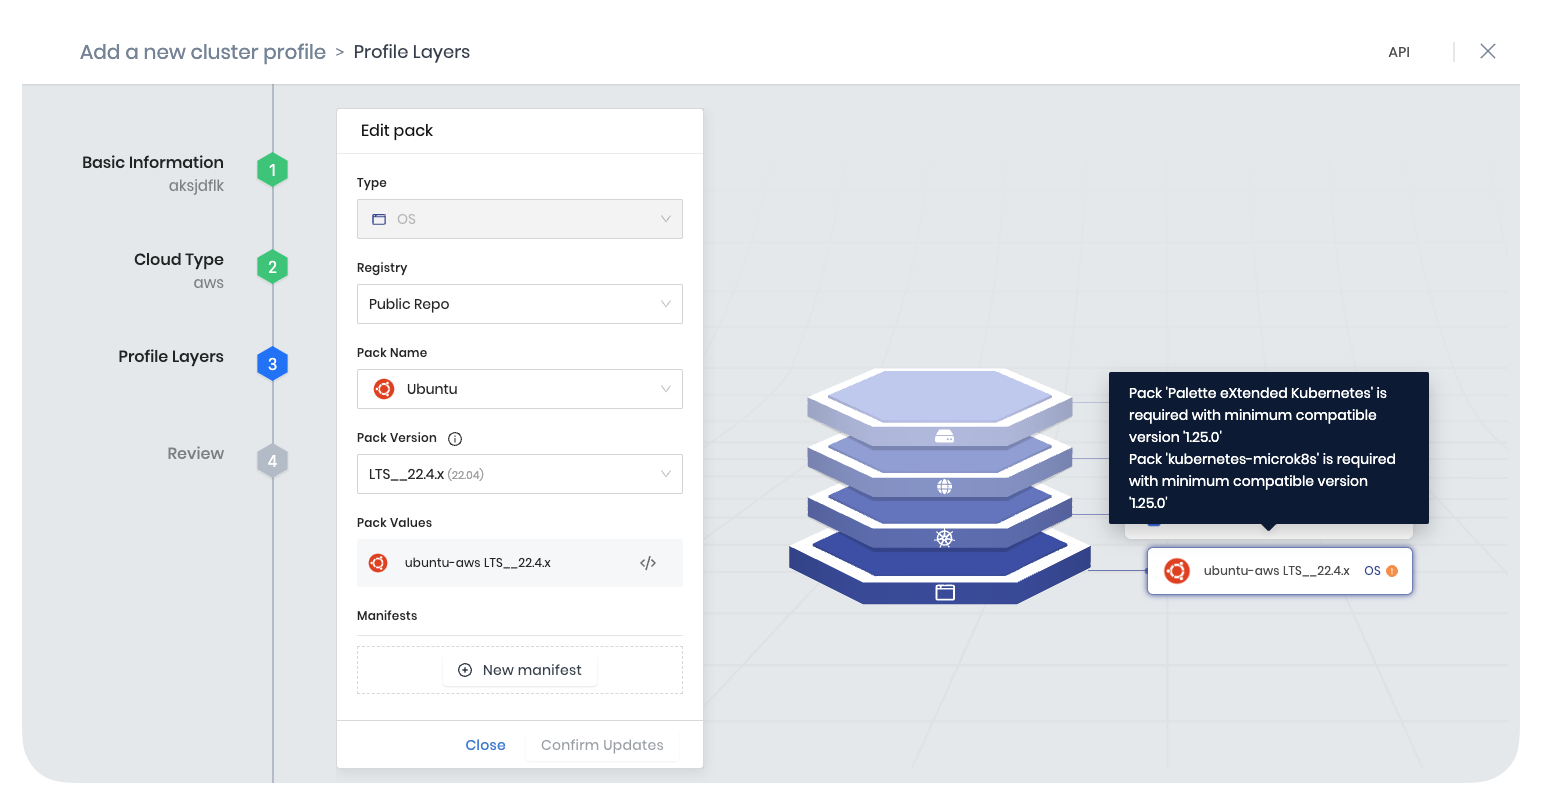 Add a new cluster profile > Profile Layers
API
Basic Information
aksjdflk
1
Cloud Type
aws
2
Profile Layers
3
Review
4
Edit pack
Type
OS
Registry
Public Repo
Pack Name
Ubuntu
Pack Version
LTS__22.4.x (22.04)
Pack Values
ubuntu-aws LTS__22.4.x
Manifests
New manifest
Close
Confirm Updates
Pack 'Palette eXtended Kubernetes' is
required with minimum compatible
version '1.25.0'
Pack 'kubernetes-microk8s' is required
with minimum compatible version
'1.25.0'
ubuntu-aws LTS__22.4.x OS